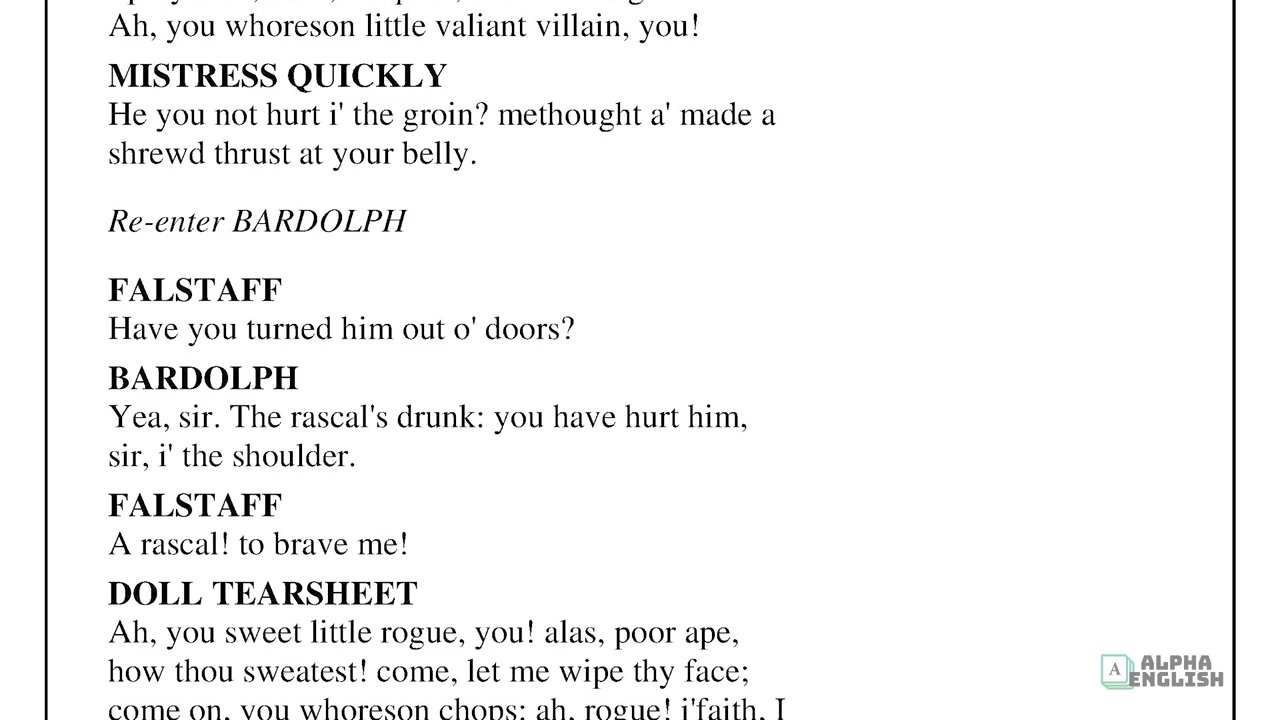 Ah, you whoreson little valiant villain, you!
MISTRESS QUICKLY
He you not hurt i' the groin? methought a' made a
shrewd thrust at your belly.
Re-enter BARDOLPH
FALSTAFF
Have you turned him out o' doors?
BARDOLPH
Yea, sir. The rascal's drunk: you have hurt him,
sir, i' the shoulder.
FALSTAFF
A rascal! to brave me!
DOLL TEARSHEET
Ah, you sweet little rogue, you! alas, poor ape,
how thou sweatest! come, let me wipe thy face;
come on, you whoreson chops: ah, rogue! i'faith, I
A ALPHA
ENGLISH